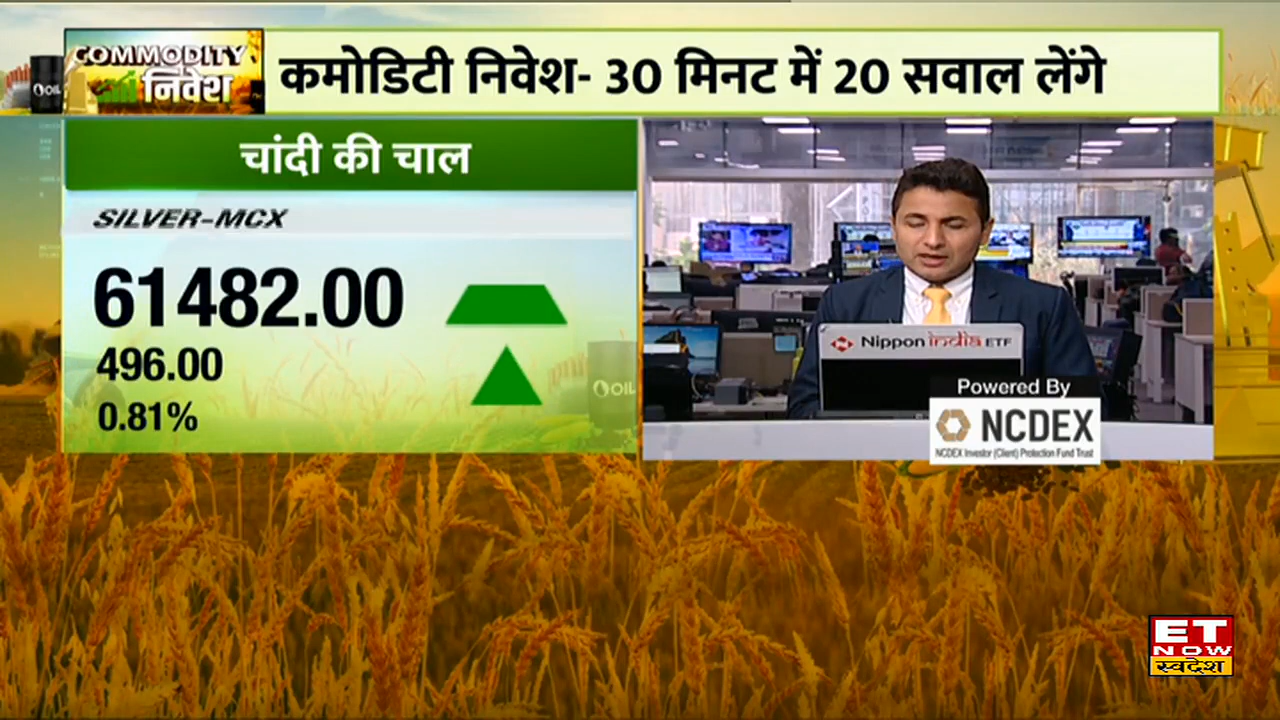 COMMODITY
निवेश
कमोडिटी निवेश- 30 मिनट में 20 सवाल लेंगे
OIL
चांदी की चाल
SILVER-MCX
61482.00
496.00
0.81%
OIL
Nippon india ETF
Powered By
NCDEX
NCDEX Investor (Client) Protection Fund Trust
ET
NOW
स्वदेश